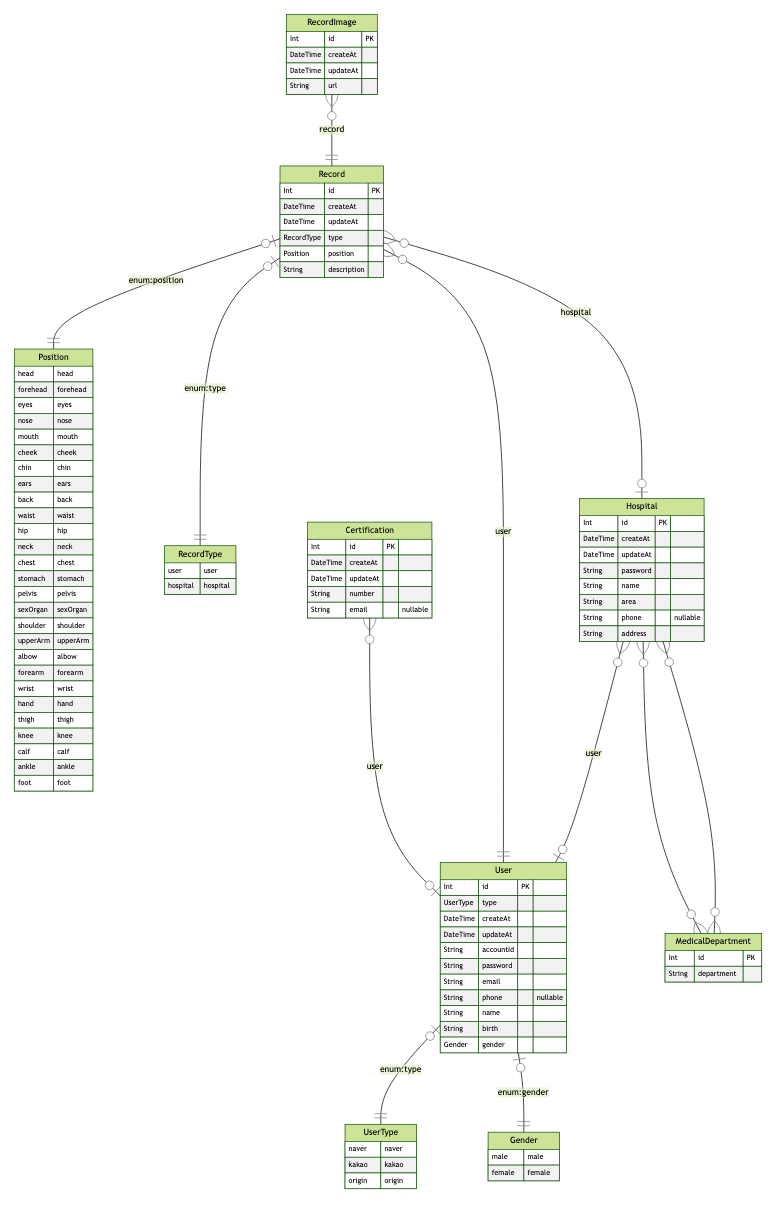 RecordImage
Int id PK
DateTime createAt
DateTime updateAt
String url
record
Record
Int id PK
DateTime createAt
DateTime updateAt
RecordType type
Position position
String description
enum:position
hospital
Position
head head
forehead forehead
eyes eyes
nose nose
mouth mouth
cheek cheek
chin chin
ears ears
back back
waist waist
hip hip
neck neck
chest chest
stomach stomach
pelvis pelvis
sexOrgan sexOrgan
shoulder shoulder
upperArm upperArm
albow albow
forearm forearm
wrist wrist
hand hand
thigh thigh
knee knee
calf calf
ankle ankle
foot foot
enum:type
RecordType
user user
hospital hospital
Certification
Int id PK
DateTime createAt
DateTime updateAt
String number
String email nullable
user
Hospital
Int id PK
DateTime createAt
DateTime updateAt
String password
String name
String area
String phone nullable
String address
user
user
User
Int id PK
UserType type
DateTime createAt
DateTime updateAt
String accountId
String password
String email
String phone nullable
String name
String birth
Gender gender
MedicalDepartment
Int id PK
String department
enum:type
enum:gender
UserType
naver naver
kakao kakao
origin origin
Gender
male male
female female